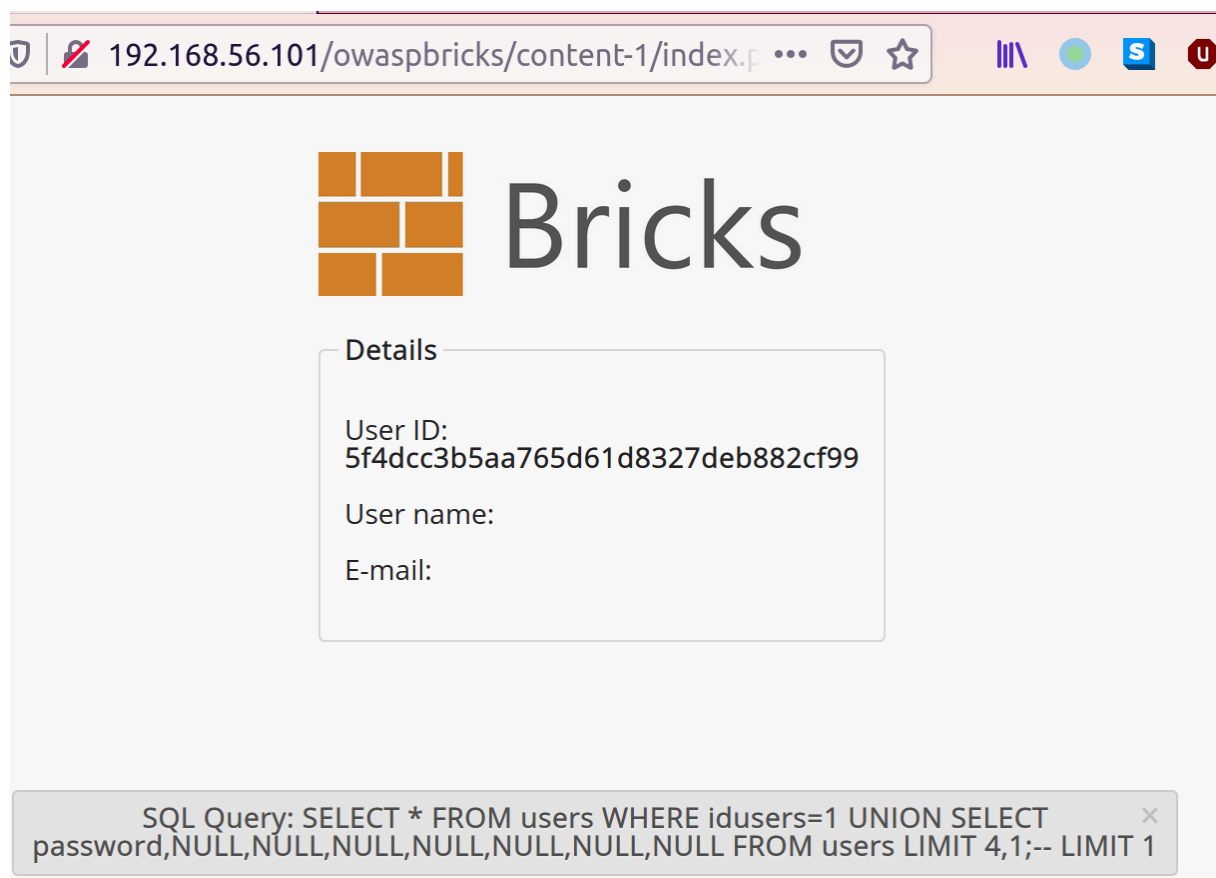 192.168.56.101/owaspbricks/content-1/index.p
Bricks
Details
User ID:
5f4dcc3b5aa765d61d8327deb882cf99
User name:
E-mail:
SQL Query: SELECT * FROM users WHERE idusers=1 UNION SELECT
password,NULL,NULL,NULL,NULL,NULL,NULL,NULL FROM users LIMIT 4,1;-- LIMIT 1